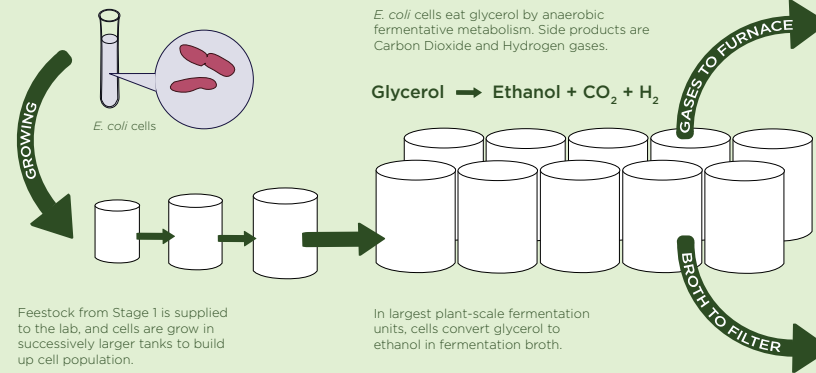 E. coli cells eat glycerol by anaerobic
fermentative metabolism. Side products are
Carbon Dioxide and Hydrogen gases.
Glycerol → Ethanol + CO₂ + H₂
GASES TO FURNACE
GROWING
E. coli cells
BROTH TO FILTER
Feestock from Stage 1 is supplied
to the lab, and cells are grow in
successively larger tanks to build
up cell population.
In largest plant-scale fermentation
units, cells convert glycerol to
ethanol in fermentation broth.